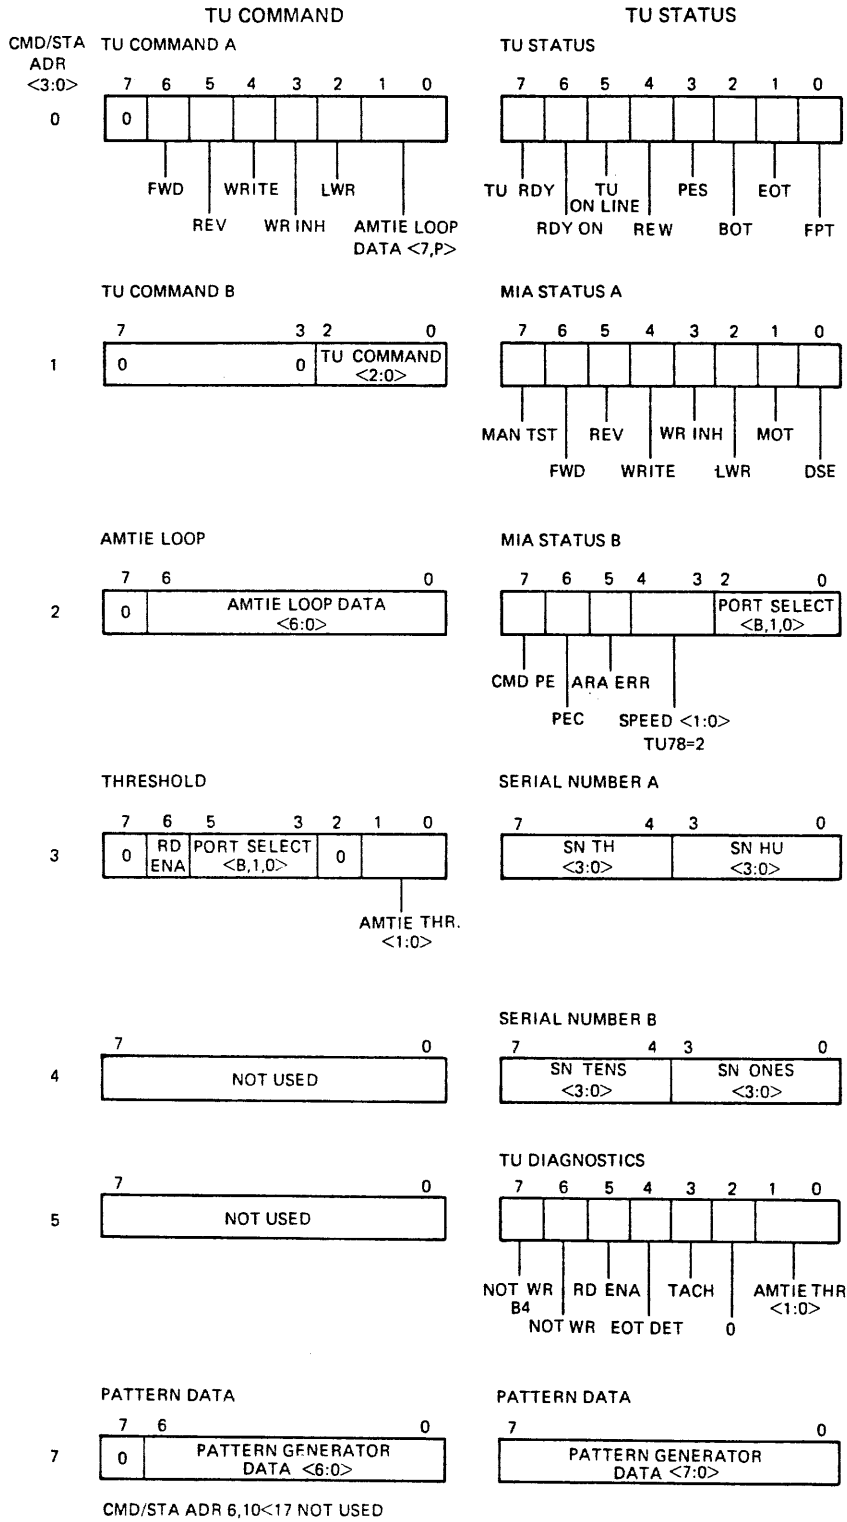 TU COMMAND
TU STATUS
CMD/STA
ADR
<3:0>
TU COMMAND A
7 6 5 4 3 2 1 0
0
0
FWD WRITE LWR
REV WR INH AMTIE LOOP
DATA <7,P>
TU STATUS
7 6 5 4 3 2 1 0
TU RDY TU PES EOT
ON LINE
RDY ON REW BOT FPT
TU COMMAND B
7 3 2 0
1
0 0 TU COMMAND
<2:0>
MIA STATUS A
7 6 5 4 3 2 1 0
MAN TST REV WR INH MOT
FWD WRITE LWR DSE
AMTIE LOOP
7 6 0
2
0 AMTIE LOOP DATA
<6:0>
MIA STATUS B
7 6 5 4 3 2 0
PORT SELECT
<B,1,0>
CMD PE ARA ERR
PEC SPEED <1:0>
TU78=2
THRESHOLD
7 6 5 3 2 1 0
3
0 RD PORT SELECT 0
ENA <B,1,0>
AMTIE THR.
<1:0>
SERIAL NUMBER A
7 4 3 0
SN TH SN HU
<3:0> <3:0>
7 0
4
NOT USED
SERIAL NUMBER B
7 4 3 0
SN TENS SN ONES
<3:0> <3:0>
7 0
5
NOT USED
TU DIAGNOSTICS
7 6 5 4 3 2 1 0
NOT WR RD ENA TACH AMTIE THR
B4 <1:0>
NOT WR EOT DET 0
PATTERN DATA
7 6 0
7
0 PATTERN GENERATOR
DATA <6:0>
PATTERN DATA
7 0
PATTERN GENERATOR
DATA <7:0>
CMD/STA ADR 6,10<17 NOT USED